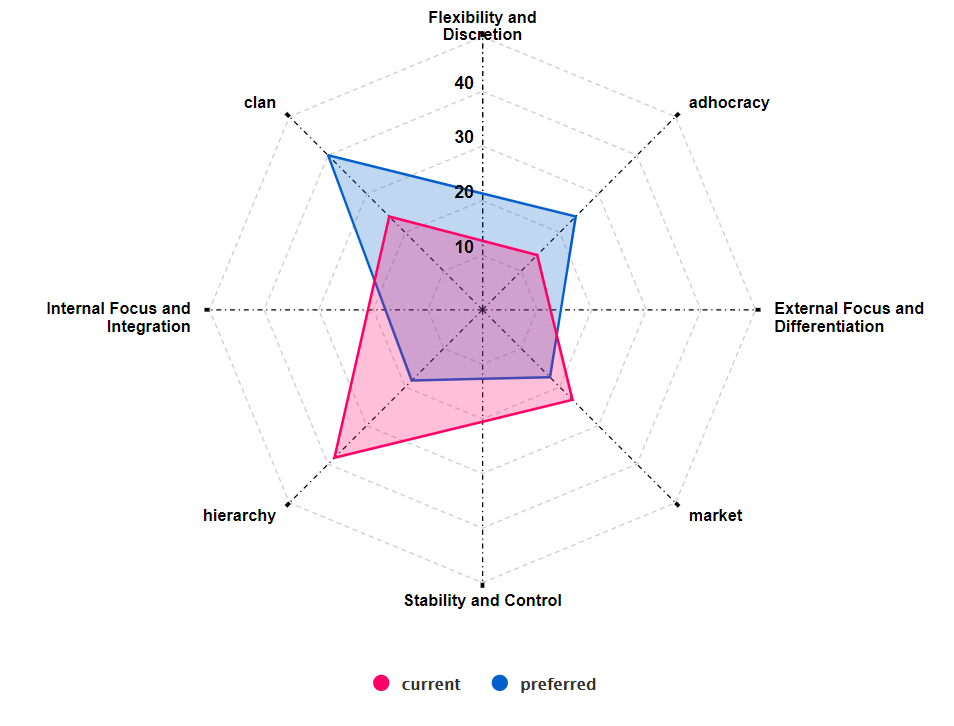 Flexibility and
Discretion
40
clan
adhocracy
30
20
10
Internal Focus and
Integration
External Focus and
Differentiation
hierarchy
market
Stability and Control
current
preferred